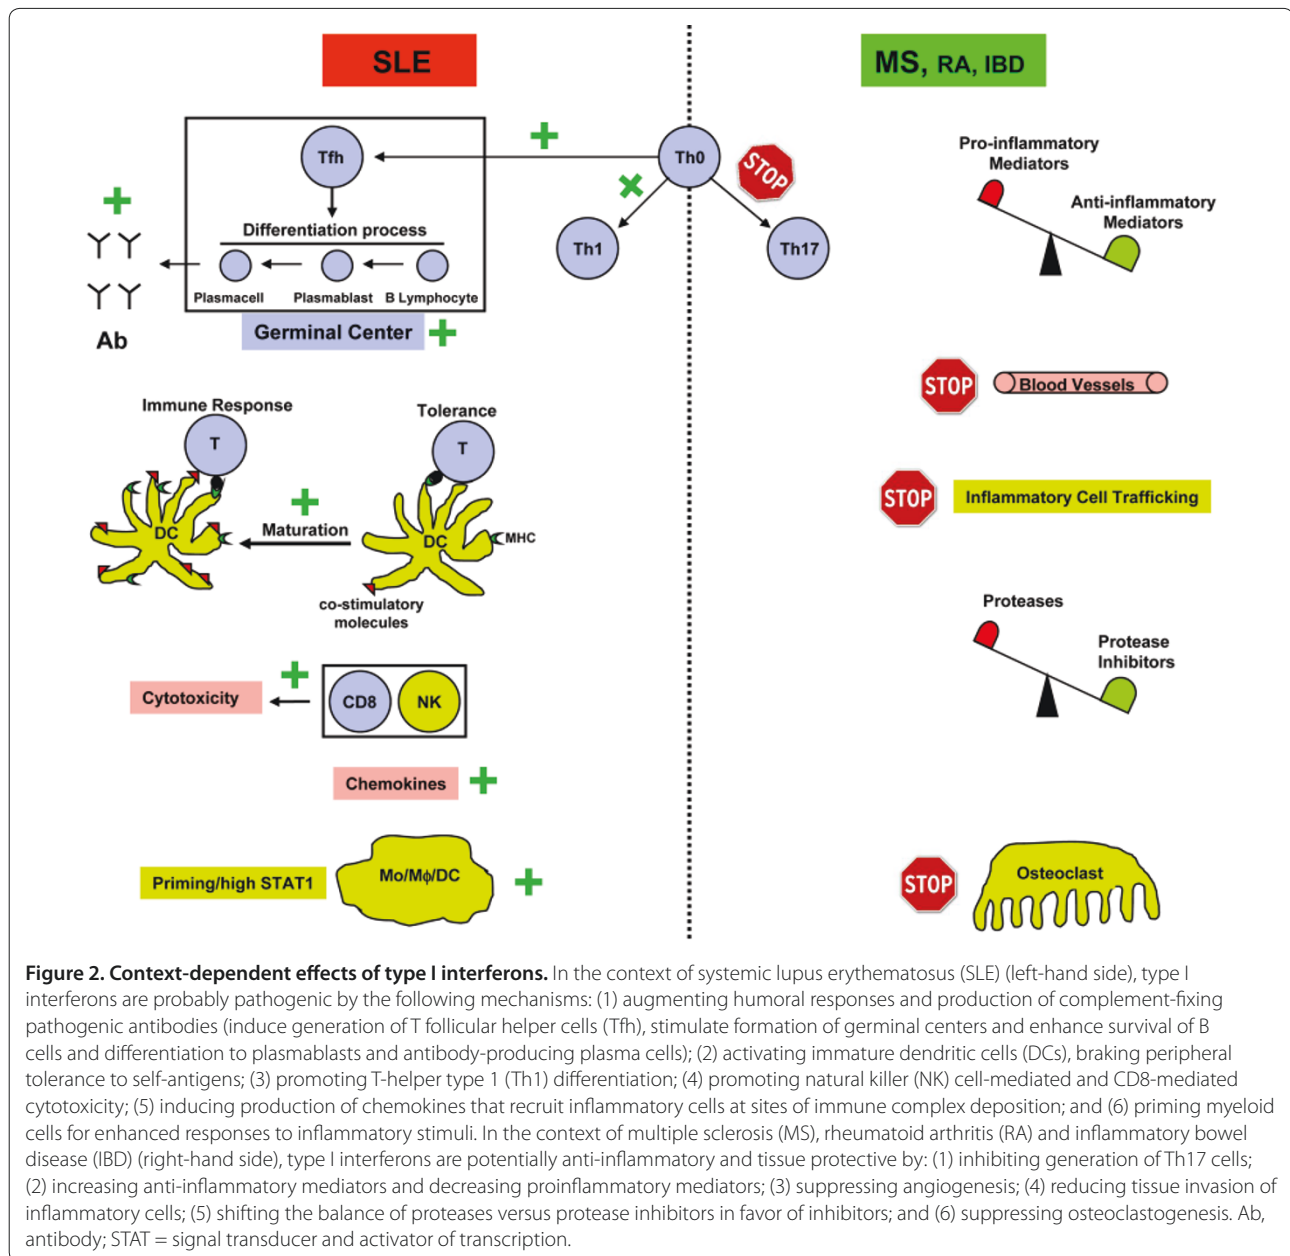 SLE
MS, RA, IBD
Tfh
Th0
STOP
Th1
Th17
Differentiation process
Plasmacell
Plasmablast
B Lymphocyte
Ab
Germinal Center
Pro-inflammatory
Mediators
Anti-inflammatory
Mediators
STOP
Blood Vessels
Immune Response
T
DC
Maturation
Tolerance
T
DC
MHC
co-stimulatory
molecules
STOP
Inflammatory Cell Trafficking
Proteases
Protease
Inhibitors
Cytotoxicity
CD8
NK
Chemokines
Priming/high STAT1
Mo/Mϕ/DC
STOP
Osteoclast
Figure 2. Context-dependent effects of type I interferons. In the context of systemic lupus erythematosus (SLE) (left-hand side), type I
interferons are probably pathogenic by the following mechanisms: (1) augmenting humoral responses and production of complement-fixing
pathogenic antibodies (induce generation of T follicular helper cells (Tfh), stimulate formation of germinal centers and enhance survival of B
cells and differentiation to plasmablasts and antibody-producing plasma cells); (2) activating immature dendritic cells (DCs), braking peripheral
tolerance to self-antigens; (3) promoting T-helper type 1 (Th1) differentiation; (4) promoting natural killer (NK) cell-mediated and CD8-mediated
cytotoxicity; (5) inducing production of chemokines that recruit inflammatory cells at sites of immune complex deposition; and (6) priming myeloid
cells for enhanced responses to inflammatory stimuli. In the context of multiple sclerosis (MS), rheumatoid arthritis (RA) and inflammatory bowel
disease (IBD) (right-hand side), type I interferons are potentially anti-inflammatory and tissue protective by: (1) inhibiting generation of Th17 cells;
(2) increasing anti-inflammatory mediators and decreasing proinflammatory mediators; (3) suppressing angiogenesis; (4) reducing tissue invasion of
inflammatory cells; (5) shifting the balance of proteases versus protease inhibitors in favor of inhibitors; and (6) suppressing osteoclastogenesis. Ab,
antibody; STAT = signal transducer and activator of transcription.